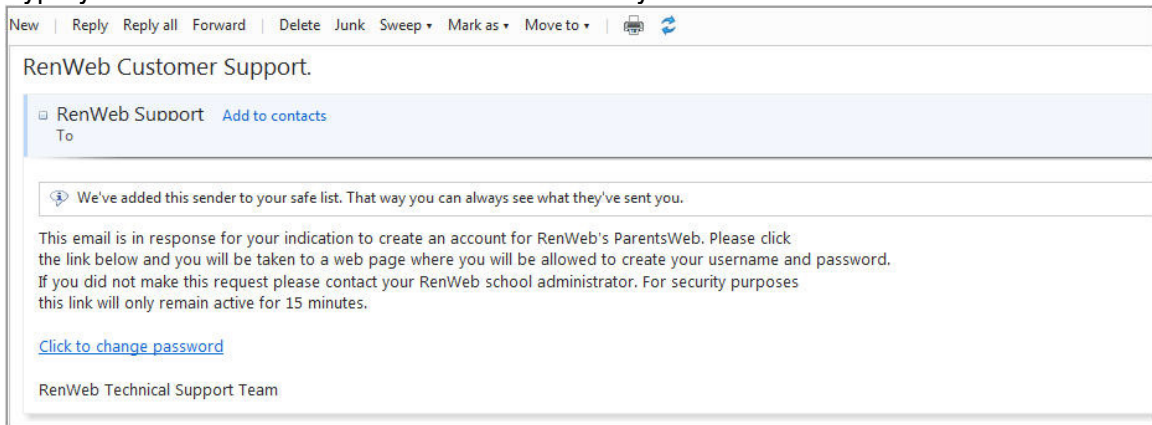 New | Reply Reply all Forward | Delete Junk Sweep Mark as Move to
RenWeb Customer Support.
RenWeb Support Add to contacts
To
We've added this sender to your safe list. That way you can always see what they've sent you.
This email is in response for your indication to create an account for RenWeb's ParentsWeb. Please click
the link below and you will be taken to a web page where you will be allowed to create your username and password.
If you did not make this request please contact your RenWeb school administrator. For security purposes
this link will only remain active for 15 minutes.
Click to change password
RenWeb Technical Support Team